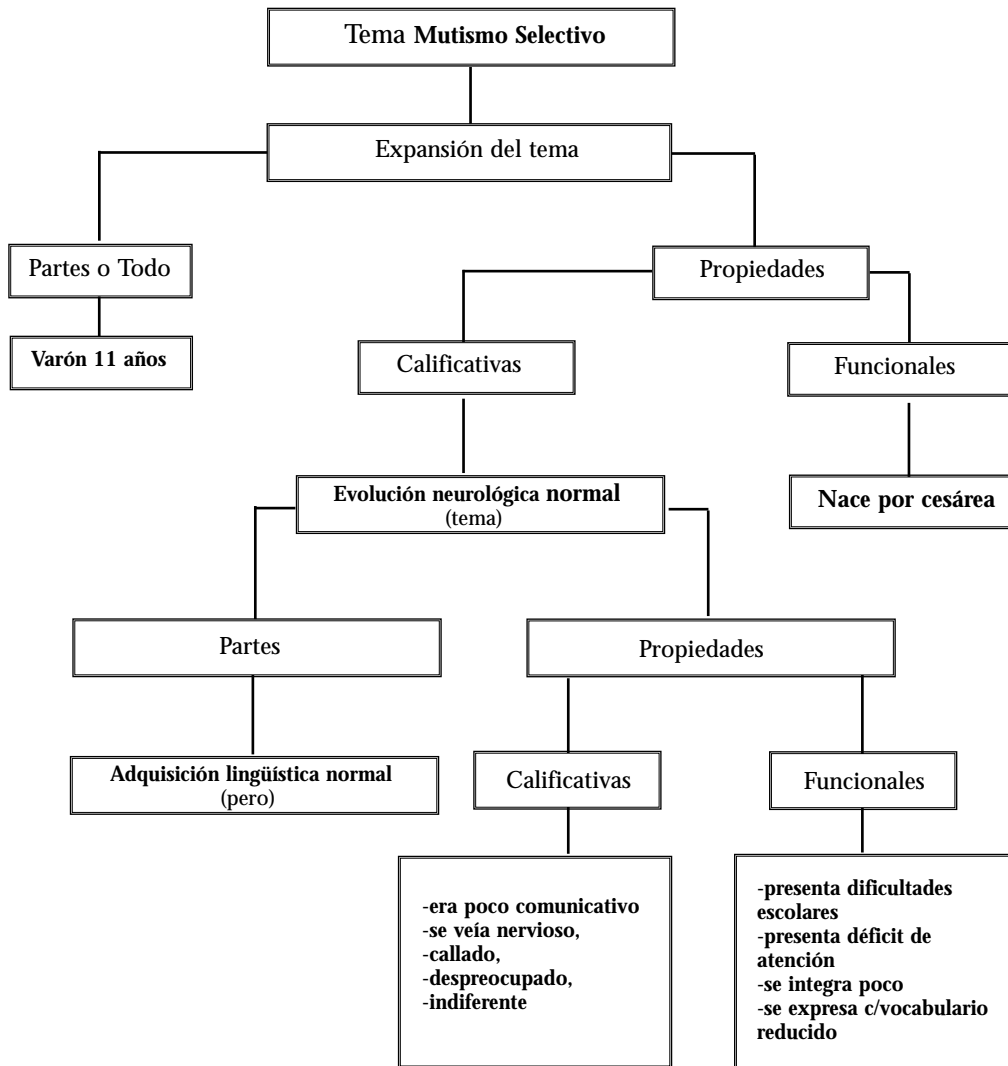 Tema Mutismo Selectivo
Expansión del tema
Partes o Todo
Propiedades
Varón 11 años
Calificativas
Funcionales
Evolución neurológica normal
(tema)
Nace por cesárea
Partes
Propiedades
Adquisición lingüística normal
(pero)
Calificativas
Funcionales
-era poco comunicativo
-se veía nervioso,
-callado,
-despreocupado,
-indiferente
-presenta dificultades
escolares
-presenta déficit de
atención
-se integra poco
-se expresa c/vocabulario
reducido